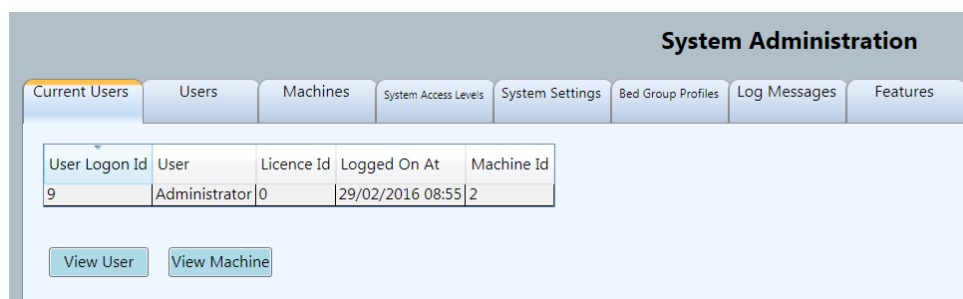 System Administration
Current Users Users Machines System Access Levels System Settings Bed Group Profiles Log Messages Features
User Logon Id User Licence Id Logged On At Machine Id
9 Administrator 0 29/02/2016 08:55 2
View User View Machine